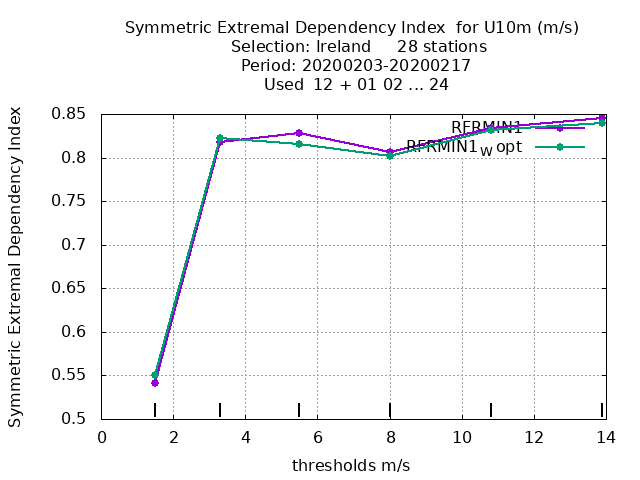 Symmetric Extremal Dependency Index  for U10m (m/s)
Selection: Ireland     28 stations
Period: 20200203-20200217
Used  12 + 01 02 ... 24
Symmetric Extremal Dependency Index
0.85
0.8
0.75
0.7
0.65
0.6
0.55
0.5
RFRMIN1
RFRMIN1W opt
0 2 4 6 8 10 12 14
thresholds m/s